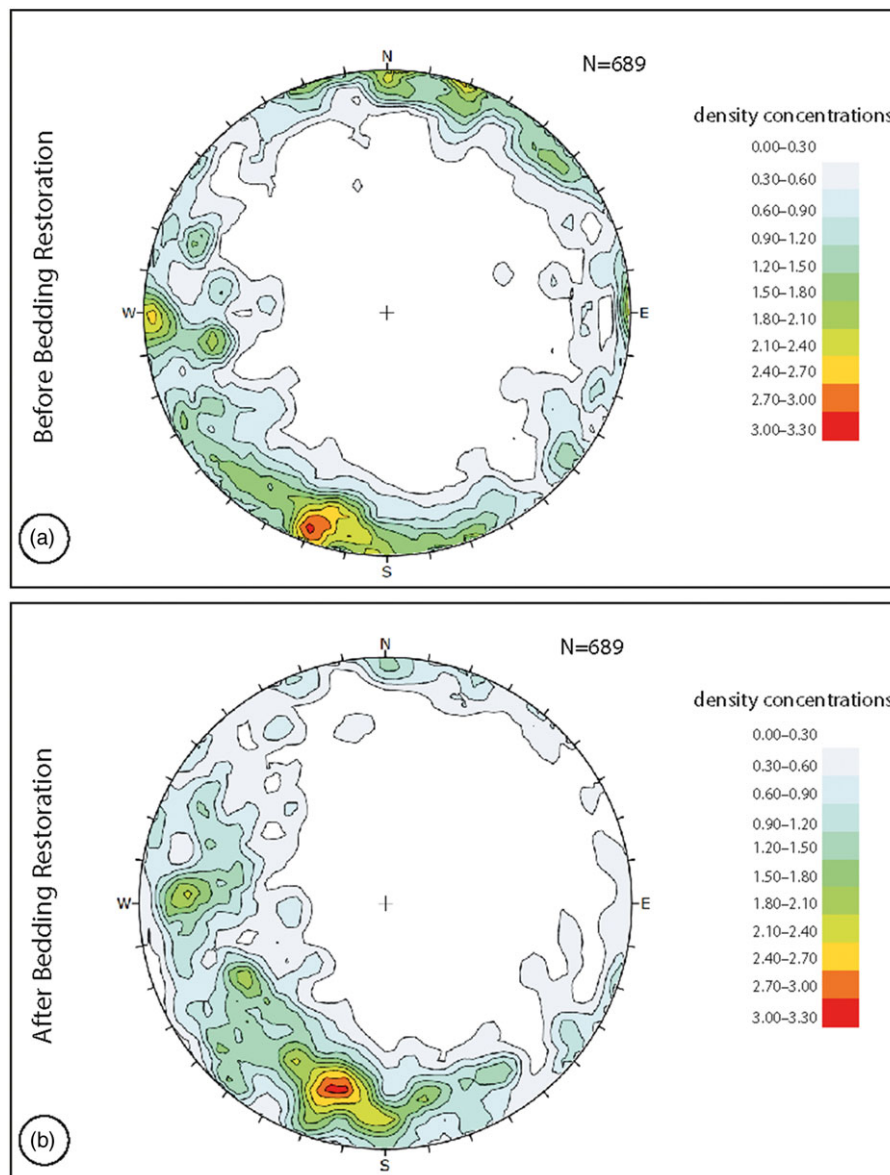 N
N=689
density concentrations
0.00–0.30
0.30–0.60
0.60–0.90
0.90–1.20
1.20–1.50
1.50–1.80
1.80–2.10
2.10–2.40
2.40–2.70
2.70–3.00
3.00–3.30
Before Bedding Restoration
W
E
S
(a)
N
N=689
density concentrations
0.00–0.30
0.30–0.60
0.60–0.90
0.90–1.20
1.20–1.50
1.50–1.80
1.80–2.10
2.10–2.40
2.40–2.70
2.70–3.00
3.00–3.30
After Bedding Restoration
W
E
S
(b)